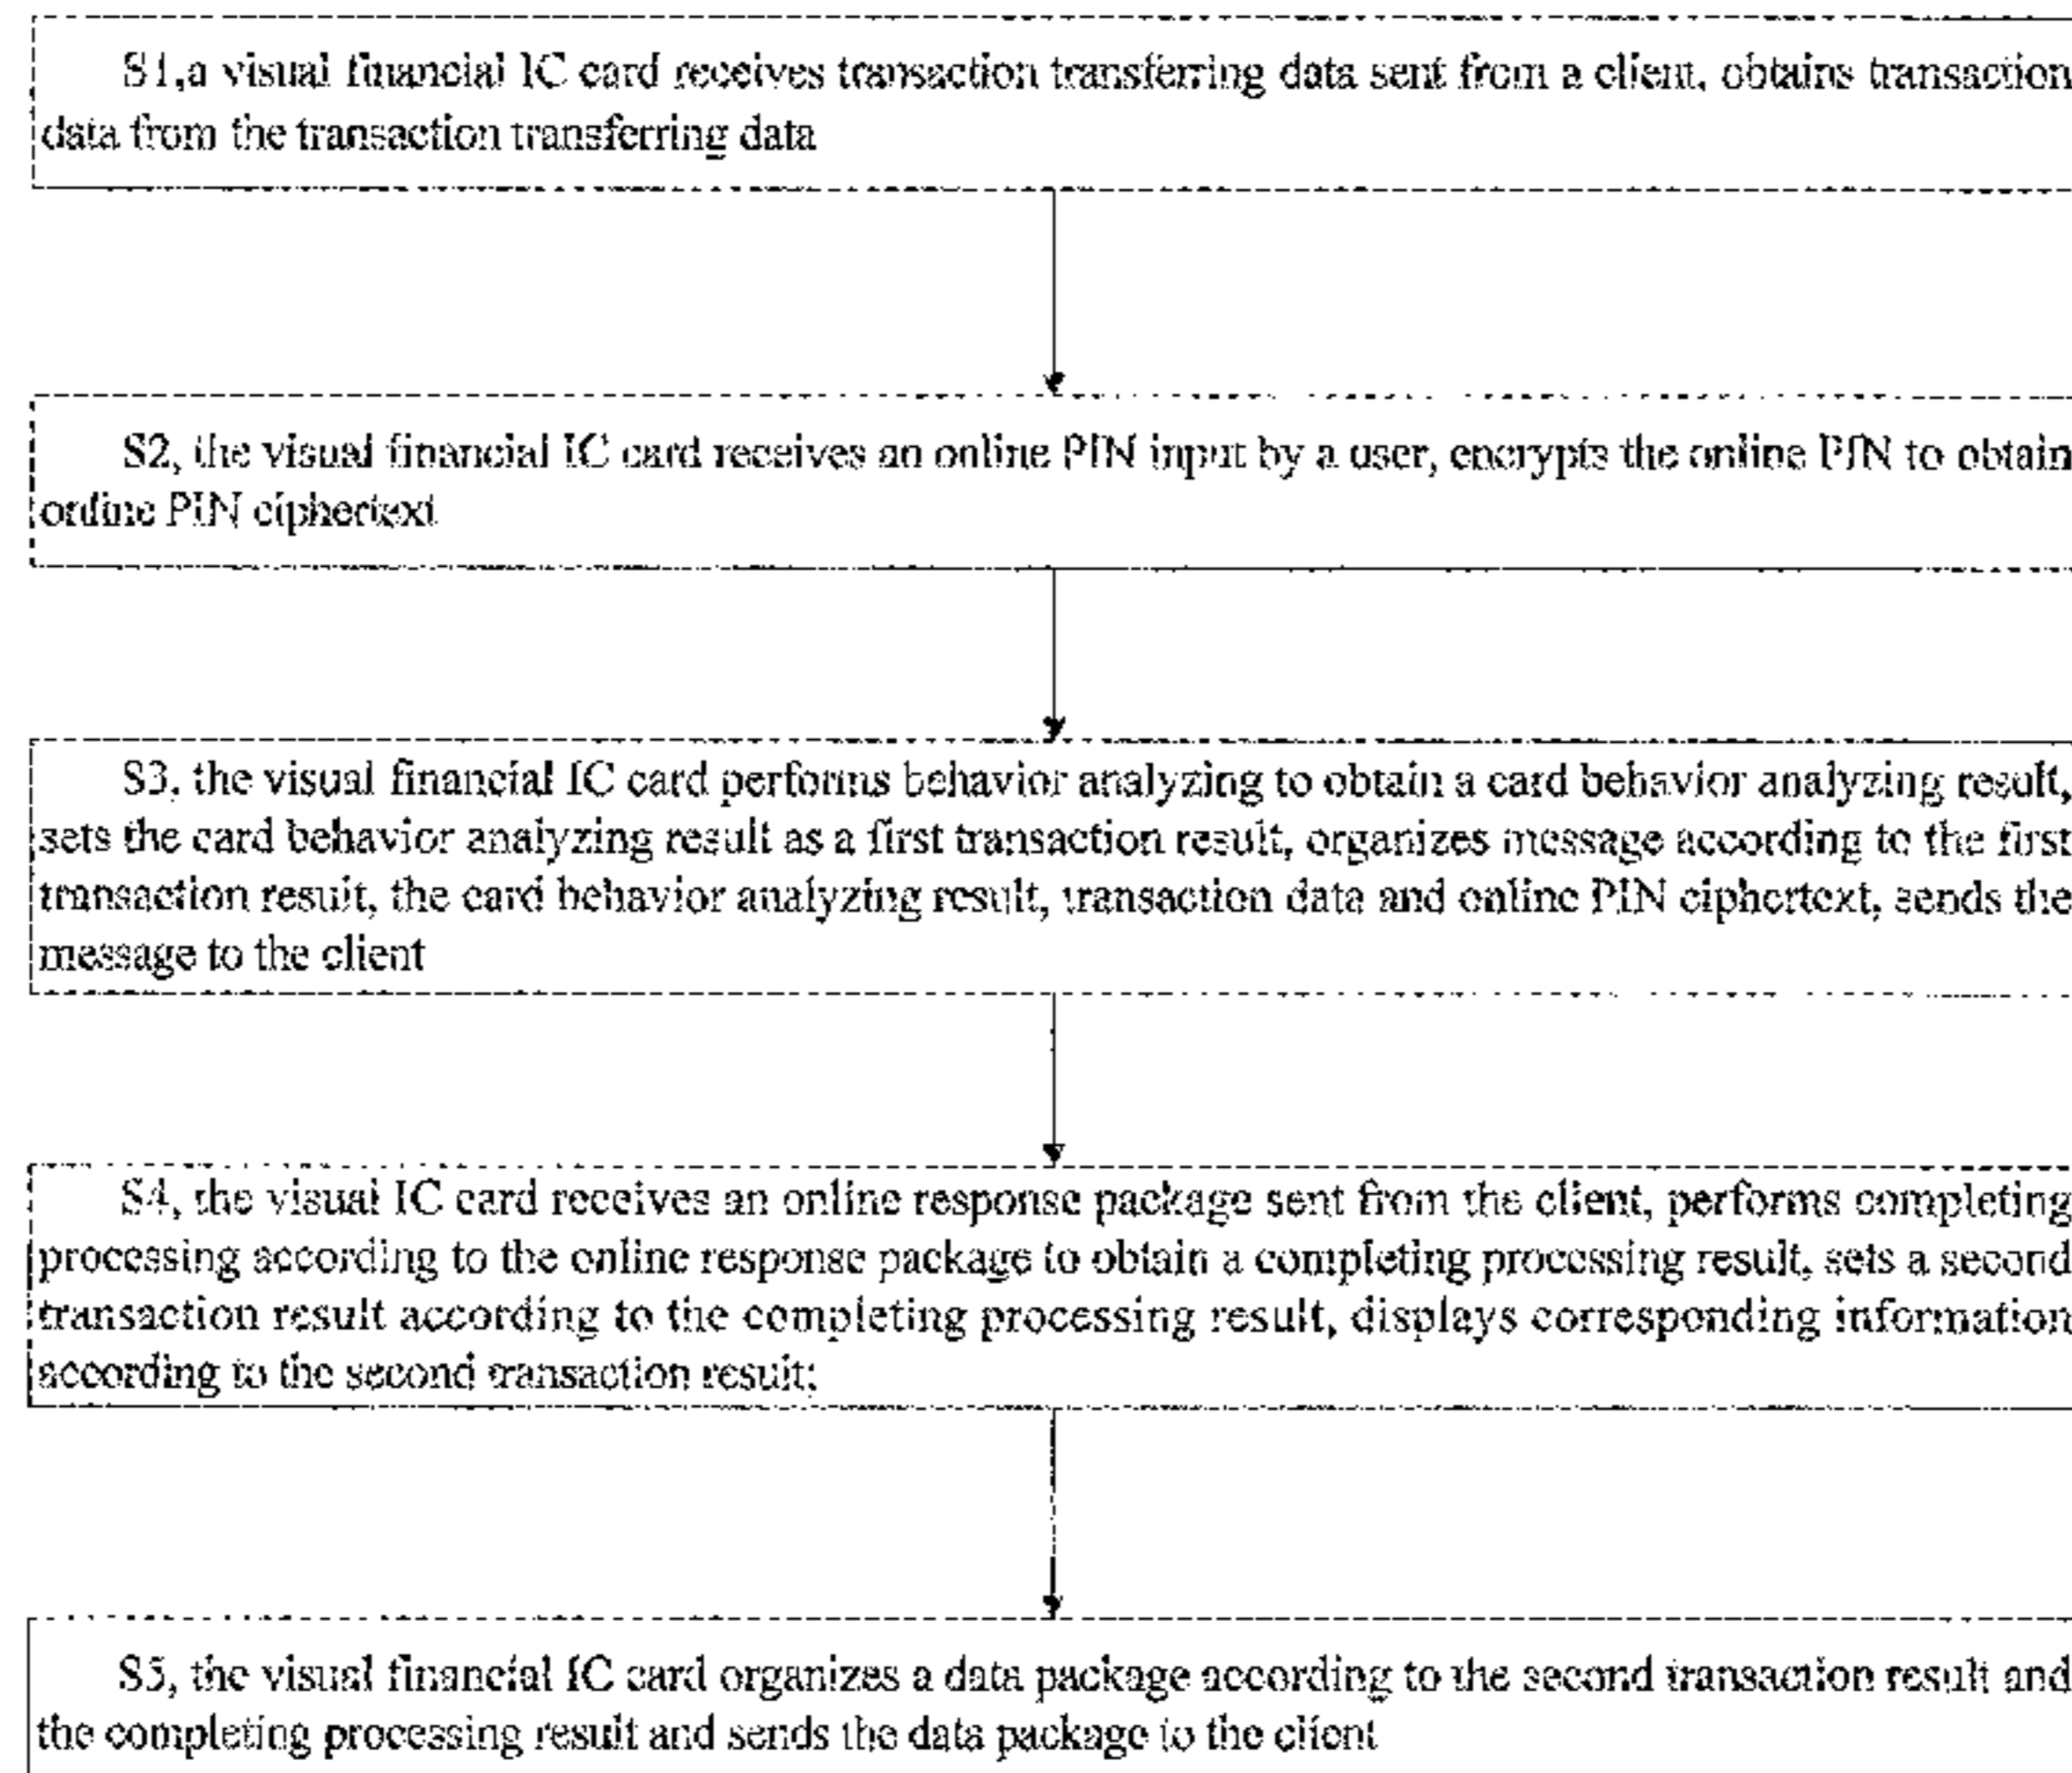 S1,a visual financial IC card receives transaction transferring data sent from a client, obtains transaction
data from the transaction transferring data
S2, the visual financial IC card receives an online PIN input by a user, encrypts the online PIN to obtain
online PIN ciphertext
S3, the visual financial IC card performs behavior analyzing to obtain a card behavior analyzing result,
sets the card behavior analyzing result as a first transaction result, organizes message according to the first
transaction result, the card behavior analyzing result, transaction data and online PIN ciphertext, sends the
message to the client
S4, the visual IC card receives an online response package sent from the client, performs completing
processing according to the online response package to obtain a completing processing result, sets a second
transaction result according to the completing processing result, displays corresponding information
according to the second transaction result;
S5, the visual financial IC card organizes a data package according to the second transaction result and
the completing processing result and sends the data package to the client